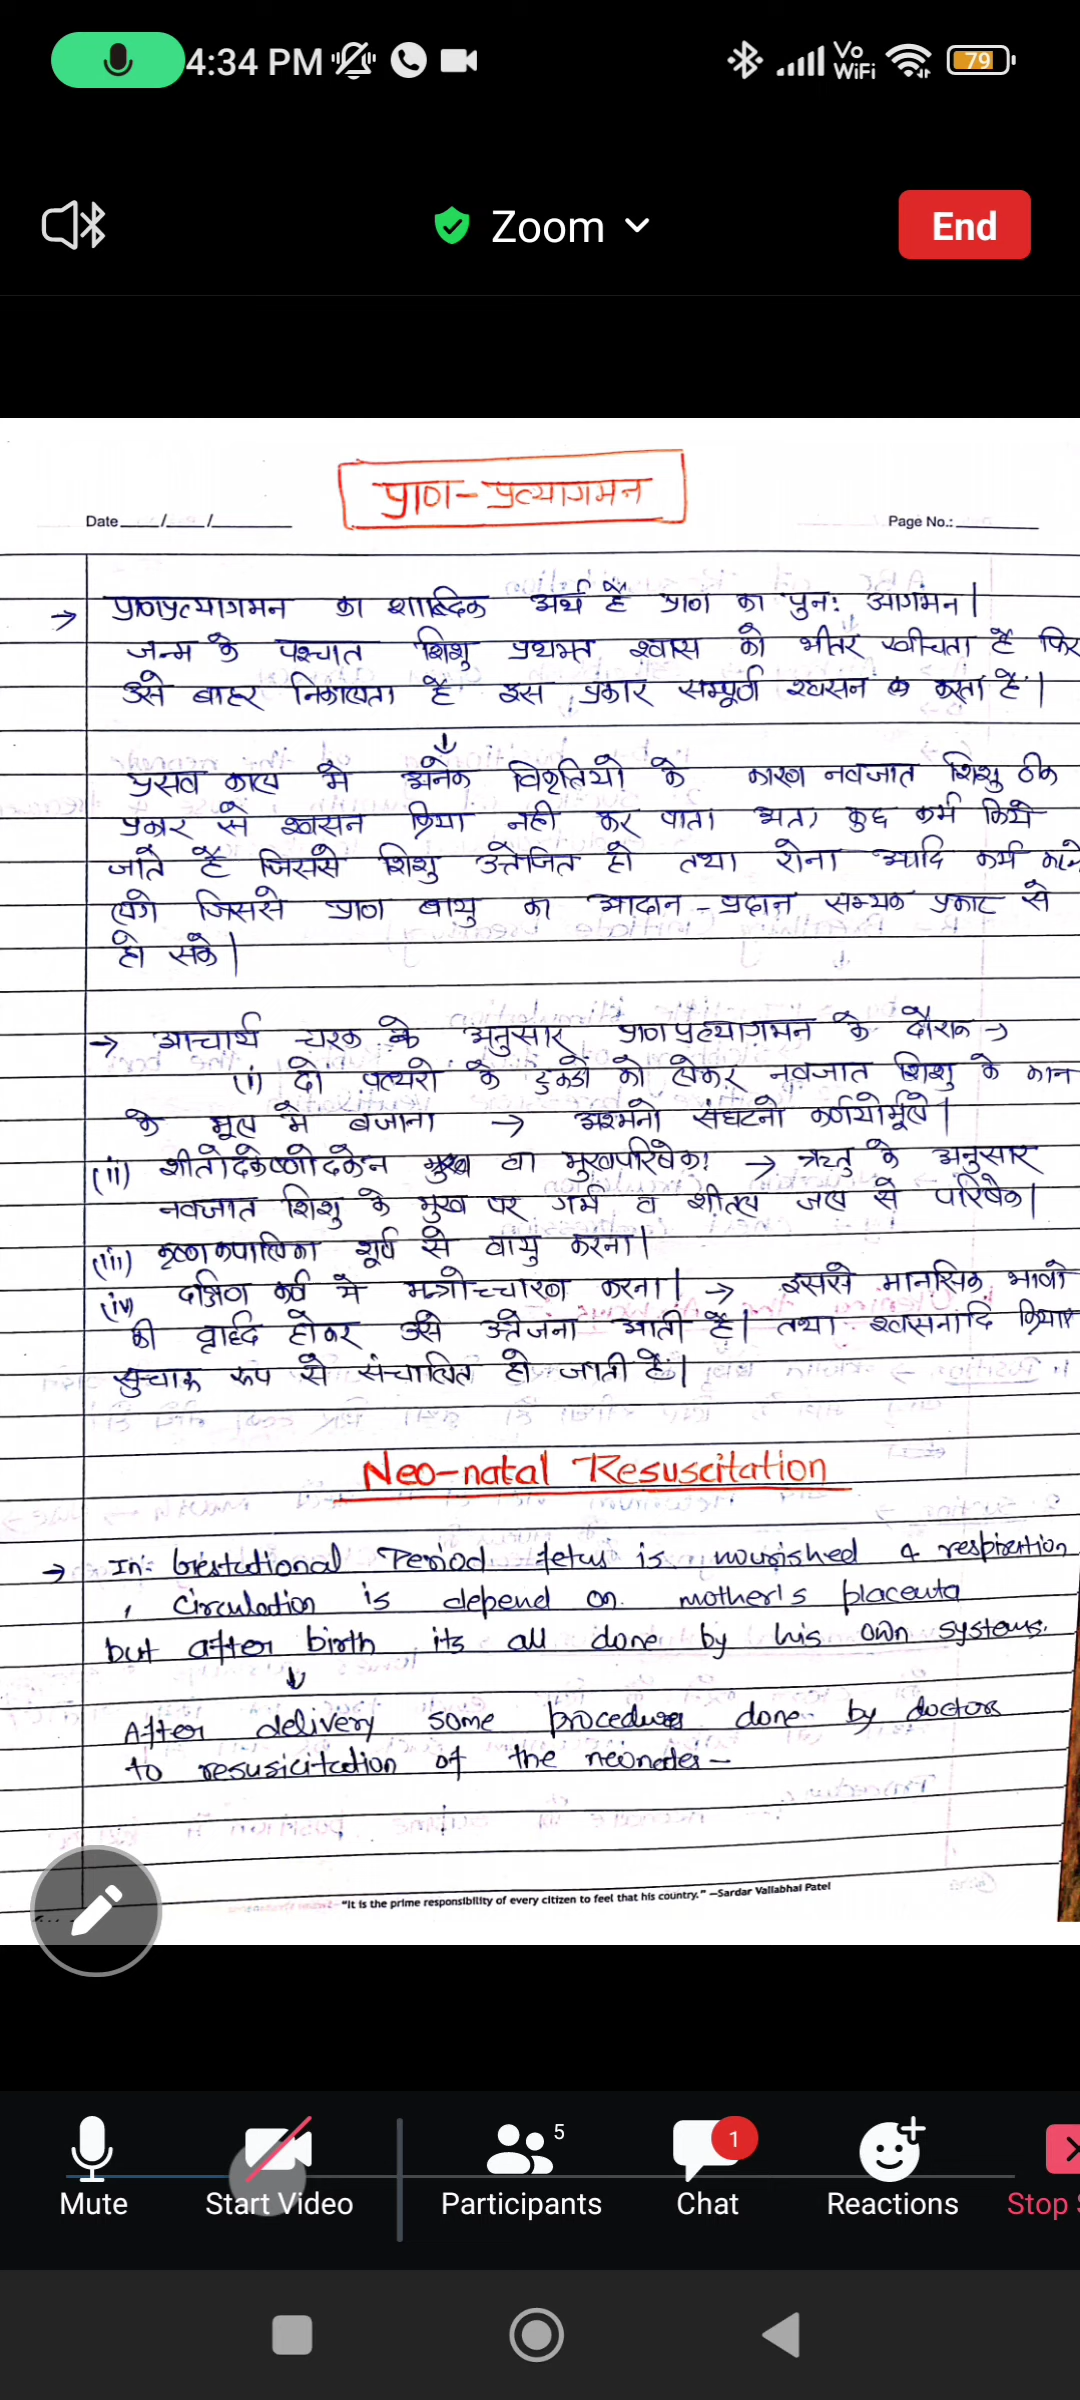 4:34 PM
Vo WiFi
79
Zoom
End
प्राण-प्रत्यागमन
Date / /
Page No.:
→ प्राणप्रत्यागमन का शाब्दिक अर्थ है प्राण का पुनः आगमन|
जन्म के पश्चात शिशु प्रथमत श्वास को भीतर खीचता है फिर
उसे बाहर निकालता है इस प्रकार सम्पूर्ण श्वसन करता है|
प्रसव काल मे अनेक विकृतियो के कारण नवजात शिशु ठीक
प्रकार से श्वसन क्रिया नही कर पाता अतः कुछ कर्म किये
जाते है जिससे शिशु उत्तेजित हो तथा रोना आदि कर्म करने
लगे जिससे प्राण वायु का आदान-प्रदान सम्यक प्रकार से
हो सके|
→ आचार्य चरक के अनुसार प्राणप्रत्यागमन के दौरान →
(i) दो पत्थरो के टुकडो को लेकर नवजात शिशु के कान
के मूल मे बजाना → अश्मनो संघटनो कर्णयोर्मूले|
(ii) शीतोदकेष्णोदकेन मुख वा मुखपरिषेकः → ऋतु के अनुसार
नवजात शिशु के मुख पर गर्म व शीतल जल से परिषेक|
(iii) कृष्णकपालिका शूर्प से वायु करना|
(iv) दक्षिण कर्ण मे मन्त्रोच्चारण करना| → इससे मानसिक भावो
की वृद्धि होकर उसे उत्तेजना आती है| तथा श्वसनादि क्रियाए
सुचारू रूप से संचालित हो जाती है|
Neo-natal Resuscitation
→ In: Gestational Period fetus is nourished & respiration
, circulation is depend on mother's placenta
but after birth its all done by his own systems.
After delivery some procedures done by doctors
to resusicitation of the neonates-
"It is the prime responsibility of every citizen to feel that his country." –Sardar Vallabhai Patel
Mute
Start Video
5
Participants
1
Chat
Reactions
Stop